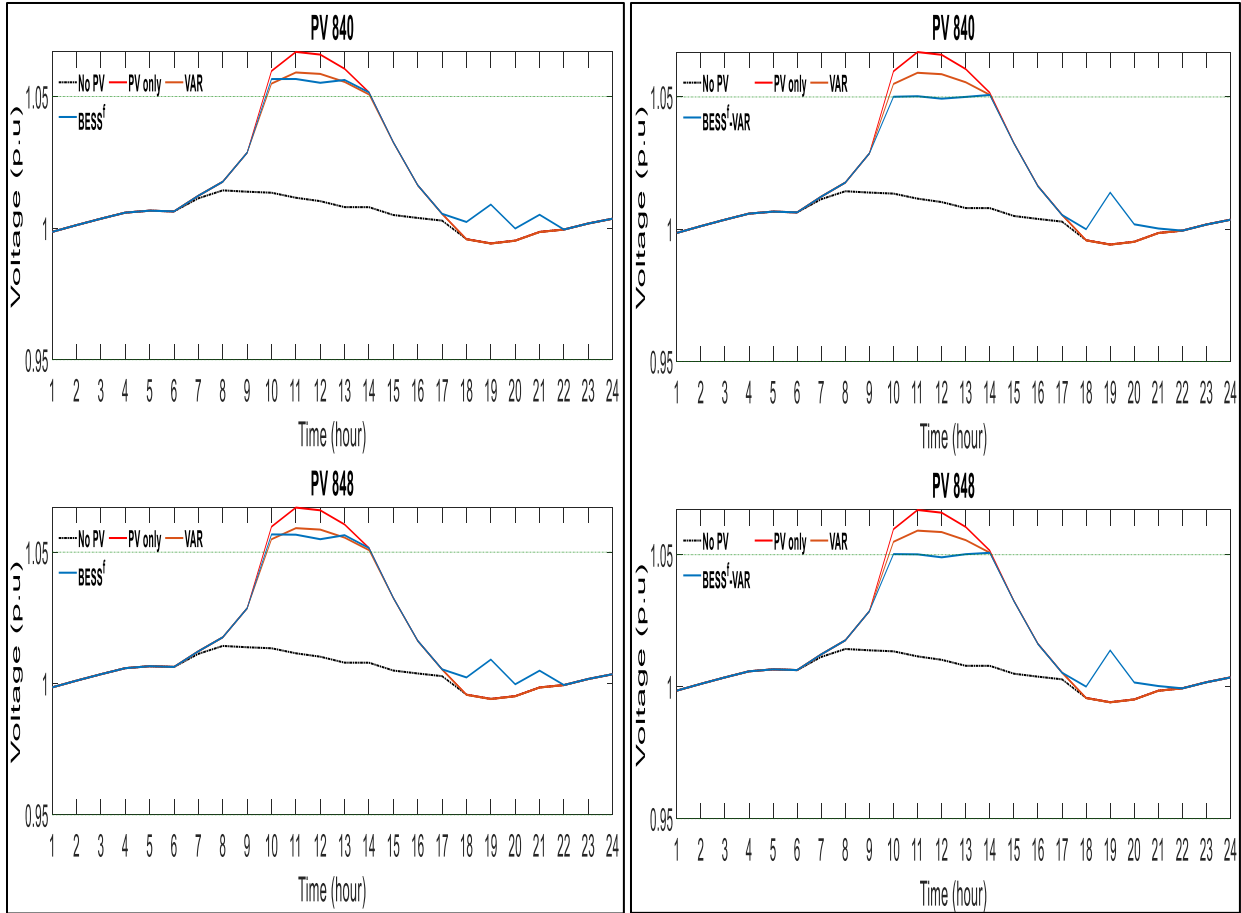 PV 840
No PV PV only VAR
BESSᶠ
1.05
1
0.95
Voltage (p.u)
1 2 3 4 5 6 7 8 9 10 11 12 13 14 15 16 17 18 19 20 21 22 23 24
Time (hour)
PV 840
No PV PV only VAR
BESSᶠ-VAR
1.05
1
0.95
Voltage (p.u)
1 2 3 4 5 6 7 8 9 10 11 12 13 14 15 16 17 18 19 20 21 22 23 24
Time (hour)
PV 848
No PV PV only VAR
BESSᶠ
1.05
1
0.95
Voltage (p.u)
1 2 3 4 5 6 7 8 9 10 11 12 13 14 15 16 17 18 19 20 21 22 23 24
Time (hour)
PV 848
No PV PV only VAR
BESSᶠ-VAR
1.05
1
0.95
Voltage (p.u)
1 2 3 4 5 6 7 8 9 10 11 12 13 14 15 16 17 18 19 20 21 22 23 24
Time (hour)